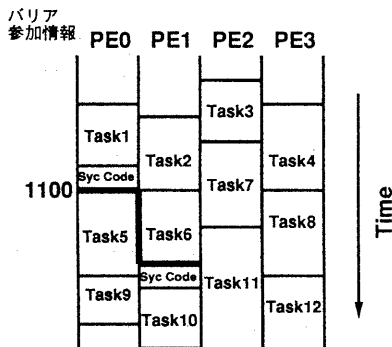 バリア
参加情報 PE0 PE1 PE2 PE3
Task3
Task1
Task2
Task4
Syc Code
Task7
1100
Task5
Task6
Task8
Syc Code
Task11
Task9
Task12
Task10
Time